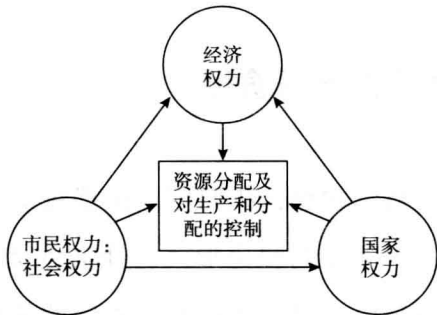 经济
权力
资源分配及
对生产和分
配的控制
市民权力：
社会权力
国家
权力